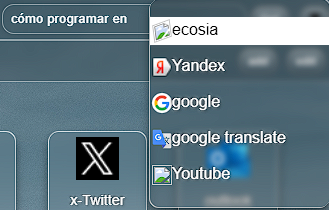 cómo programar en
ecosia
Yandex
google
google translate
Youtube
x-Twitter